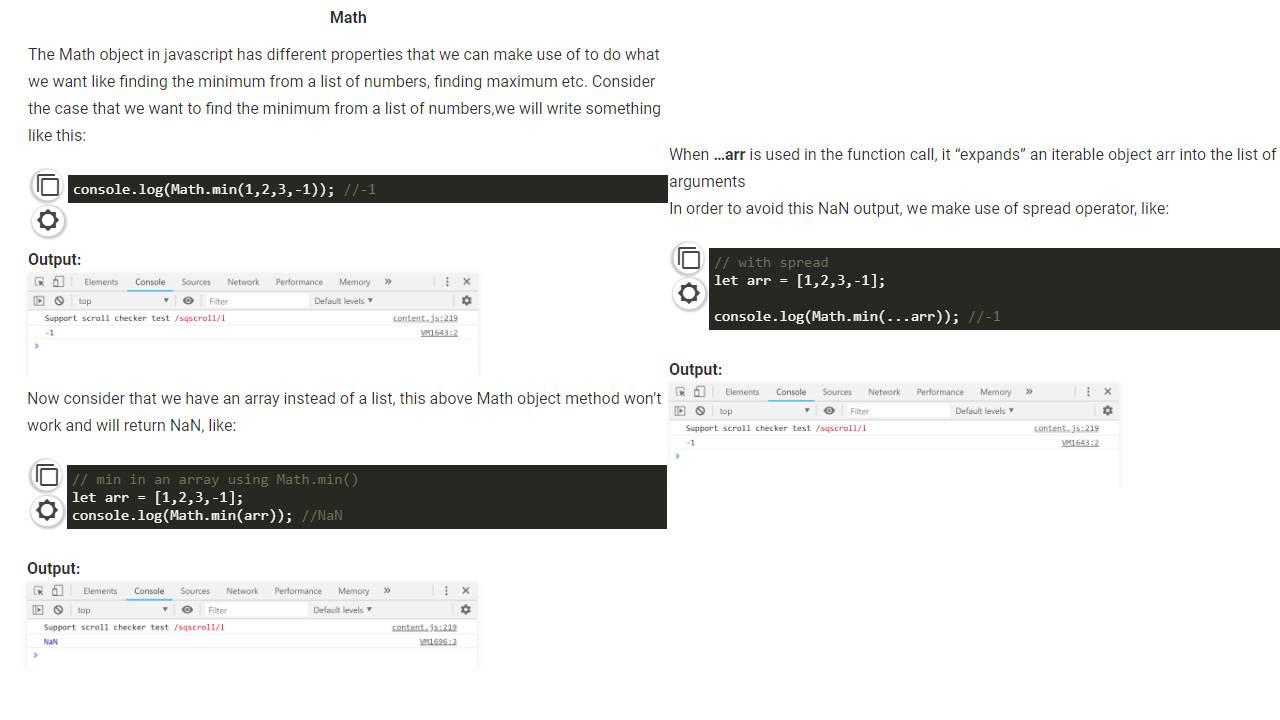 Math
The Math object in javascript has different properties that we can make use of to do what
we want like finding the minimum from a list of numbers, finding maximum etc. Consider
the case that we want to find the minimum from a list of numbers,we will write something
like this:
console.log(Math.min(1,2,3,-1)); //-1
Output:
Elements Console Sources Network Performance Memory »
top Filter Default levels ▼
Support scroll checker test /sqscroll/i content.js:219
-1 VM1643:2
>
Now consider that we have an array instead of a list, this above Math object method won’t
work and will return NaN, like:
// min in an array using Math.min()
let arr = [1,2,3,-1];
console.log(Math.min(arr)); //NaN
Output:
Elements Console Sources Network Performance Memory »
top Filter Default levels ▼
Support scroll checker test /sqscroll/i content.js:219
NaN VM1696:3
>
When ...arr is used in the function call, it “expands” an iterable object arr into the list of
arguments
In order to avoid this NaN output, we make use of spread operator, like:
// with spread
let arr = [1,2,3,-1];
console.log(Math.min(...arr)); //-1
Output:
Elements Console Sources Network Performance Memory »
top Filter Default levels ▼
Support scroll checker test /sqscroll/i content.js:219
-1 VM1643:2
>